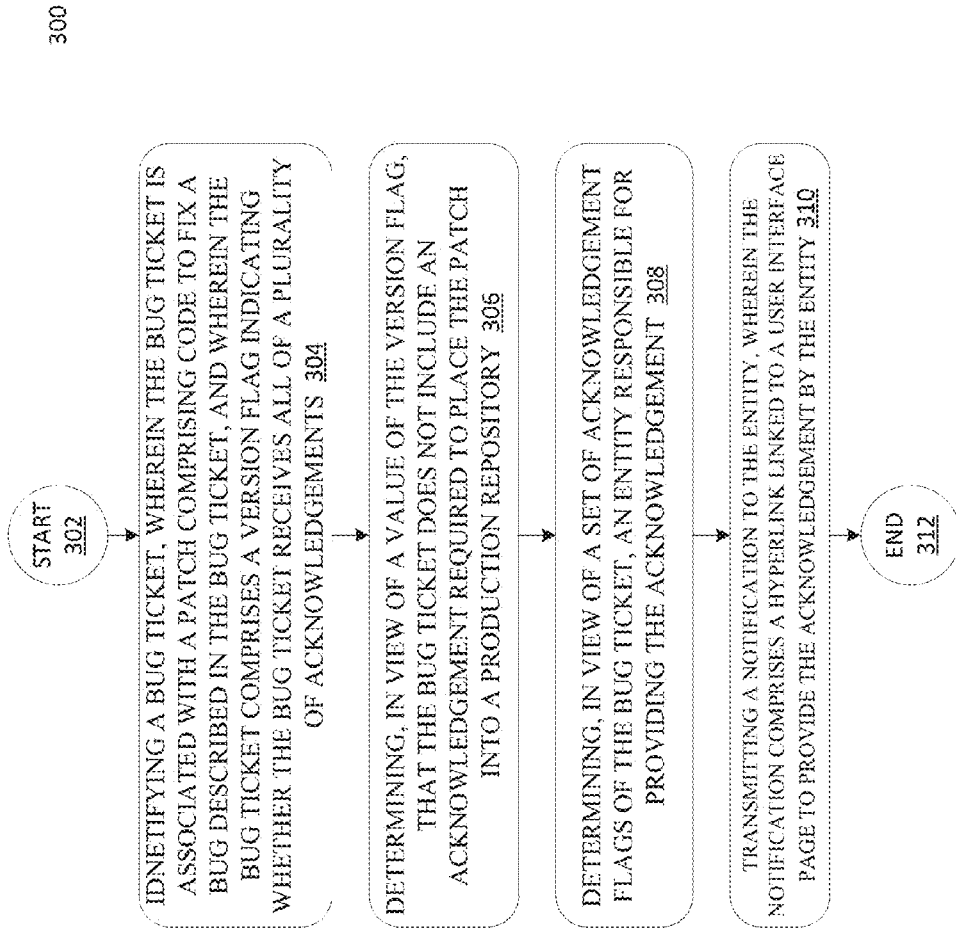 300
START
302
IDNETIFYING A BUG TICKET, WHEREIN THE BUG TICKET IS
ASSOCIATED WITH A PATCH COMPRISING CODE TO FIX A
BUG DESCRIBED IN THE BUG TICKET, AND WHEREIN THE
BUG TICKET COMPRISES A VERSION FLAG INDICATING
WHETHER THE BUG TICKET RECEIVES ALL OF A PLURALITY
OF ACKNOWLEDGEMENTS 304
DETERMINING, IN VIEW OF A VALUE OF THE VERSION FLAG,
THAT THE BUG TICKET DOES NOT INCLUDE AN
ACKNOWLEDGEMENT REQUIRED TO PLACE THE PATCH
INTO A PRODUCTION REPOSITORY 306
DETERMINING, IN VIEW OF A SET OF ACKNOWLEDGEMENT
FLAGS OF THE BUG TICKET, AN ENTITY RESPONSIBLE FOR
PROVIDING THE ACKNOWLEDGEMENT 308
TRANSMITTING A NOTIFICATION TO THE ENTITY, WHEREIN THE
NOTIFICATION COMPRISES A HYPERLINK LINKED TO A USER INTERFACE
PAGE TO PROVIDE THE ACKNOWLEDGEMENT BY THE ENTITY 310
END
312